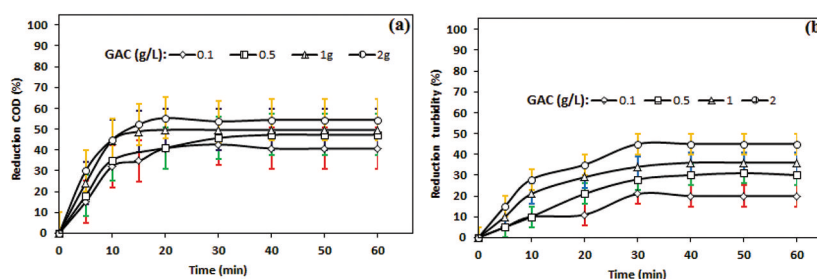 (a)
GAC (g/L): 0.1 0.5 1g 2g
Reduction COD (%)
100
90
80
70
60
50
40
30
20
10
0
0 10 20 30 40 50 60
Time (min)
(b
GAC (g/L): 0.1 0.5 1 2
Reduction turbidity (%)
100
90
80
70
60
50
40
30
20
10
0
0 10 20 30 40 50 60
Time (min)